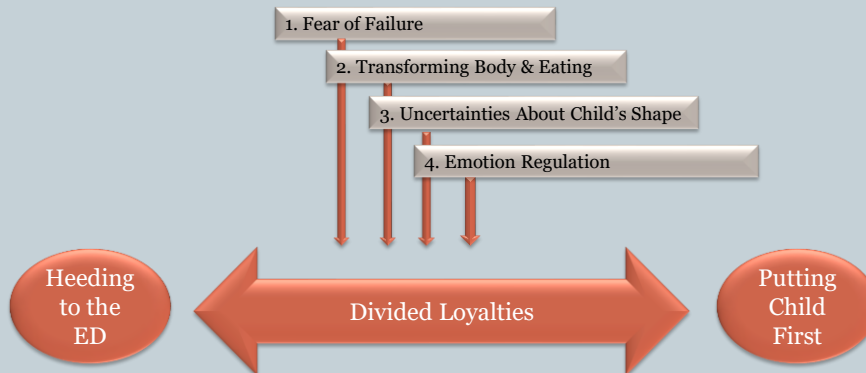 1. Fear of Failure
2. Transforming Body & Eating
3. Uncertainties About Child's Shape
4. Emotion Regulation
Heeding
to the
ED
Divided Loyalties
Putting
Child
First